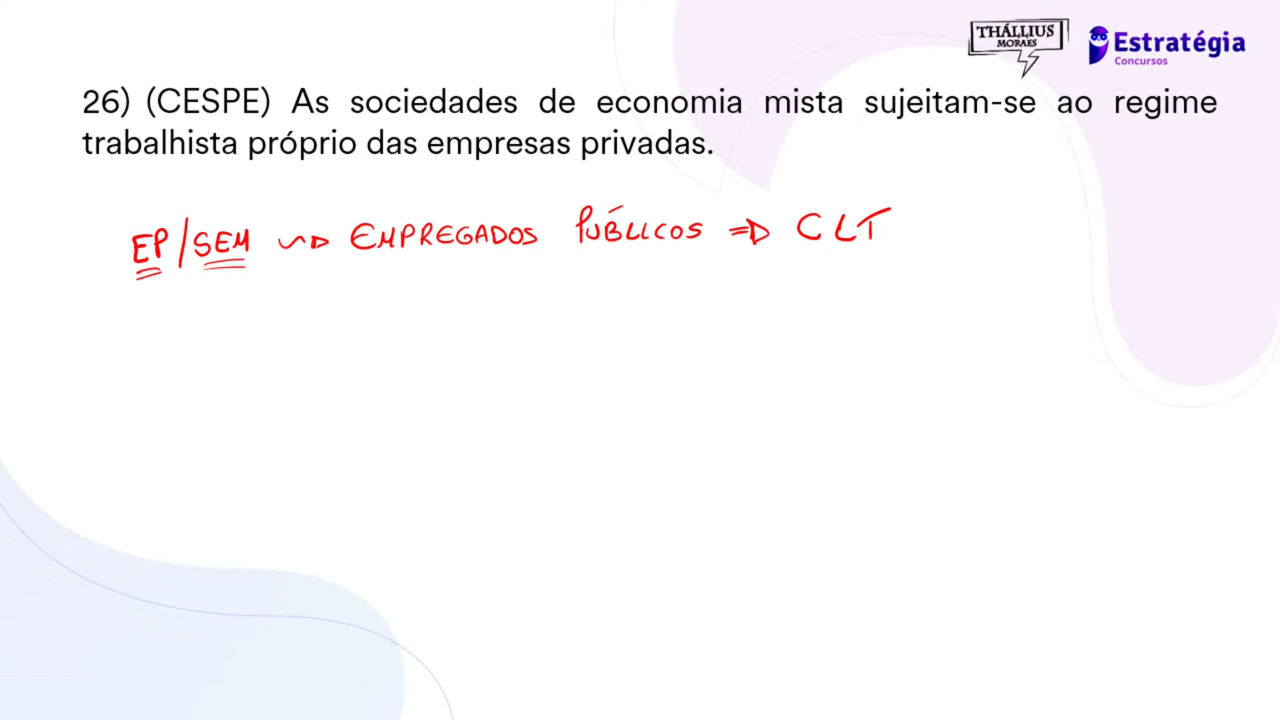 THÁLLIUS
MORAES
Estratégia
Concursos
26) (CESPE) As sociedades de economia mista sujeitam-se ao regime
trabalhista próprio das empresas privadas.
EP/SEM EMPREGADOS PÚBLICOS => CLT